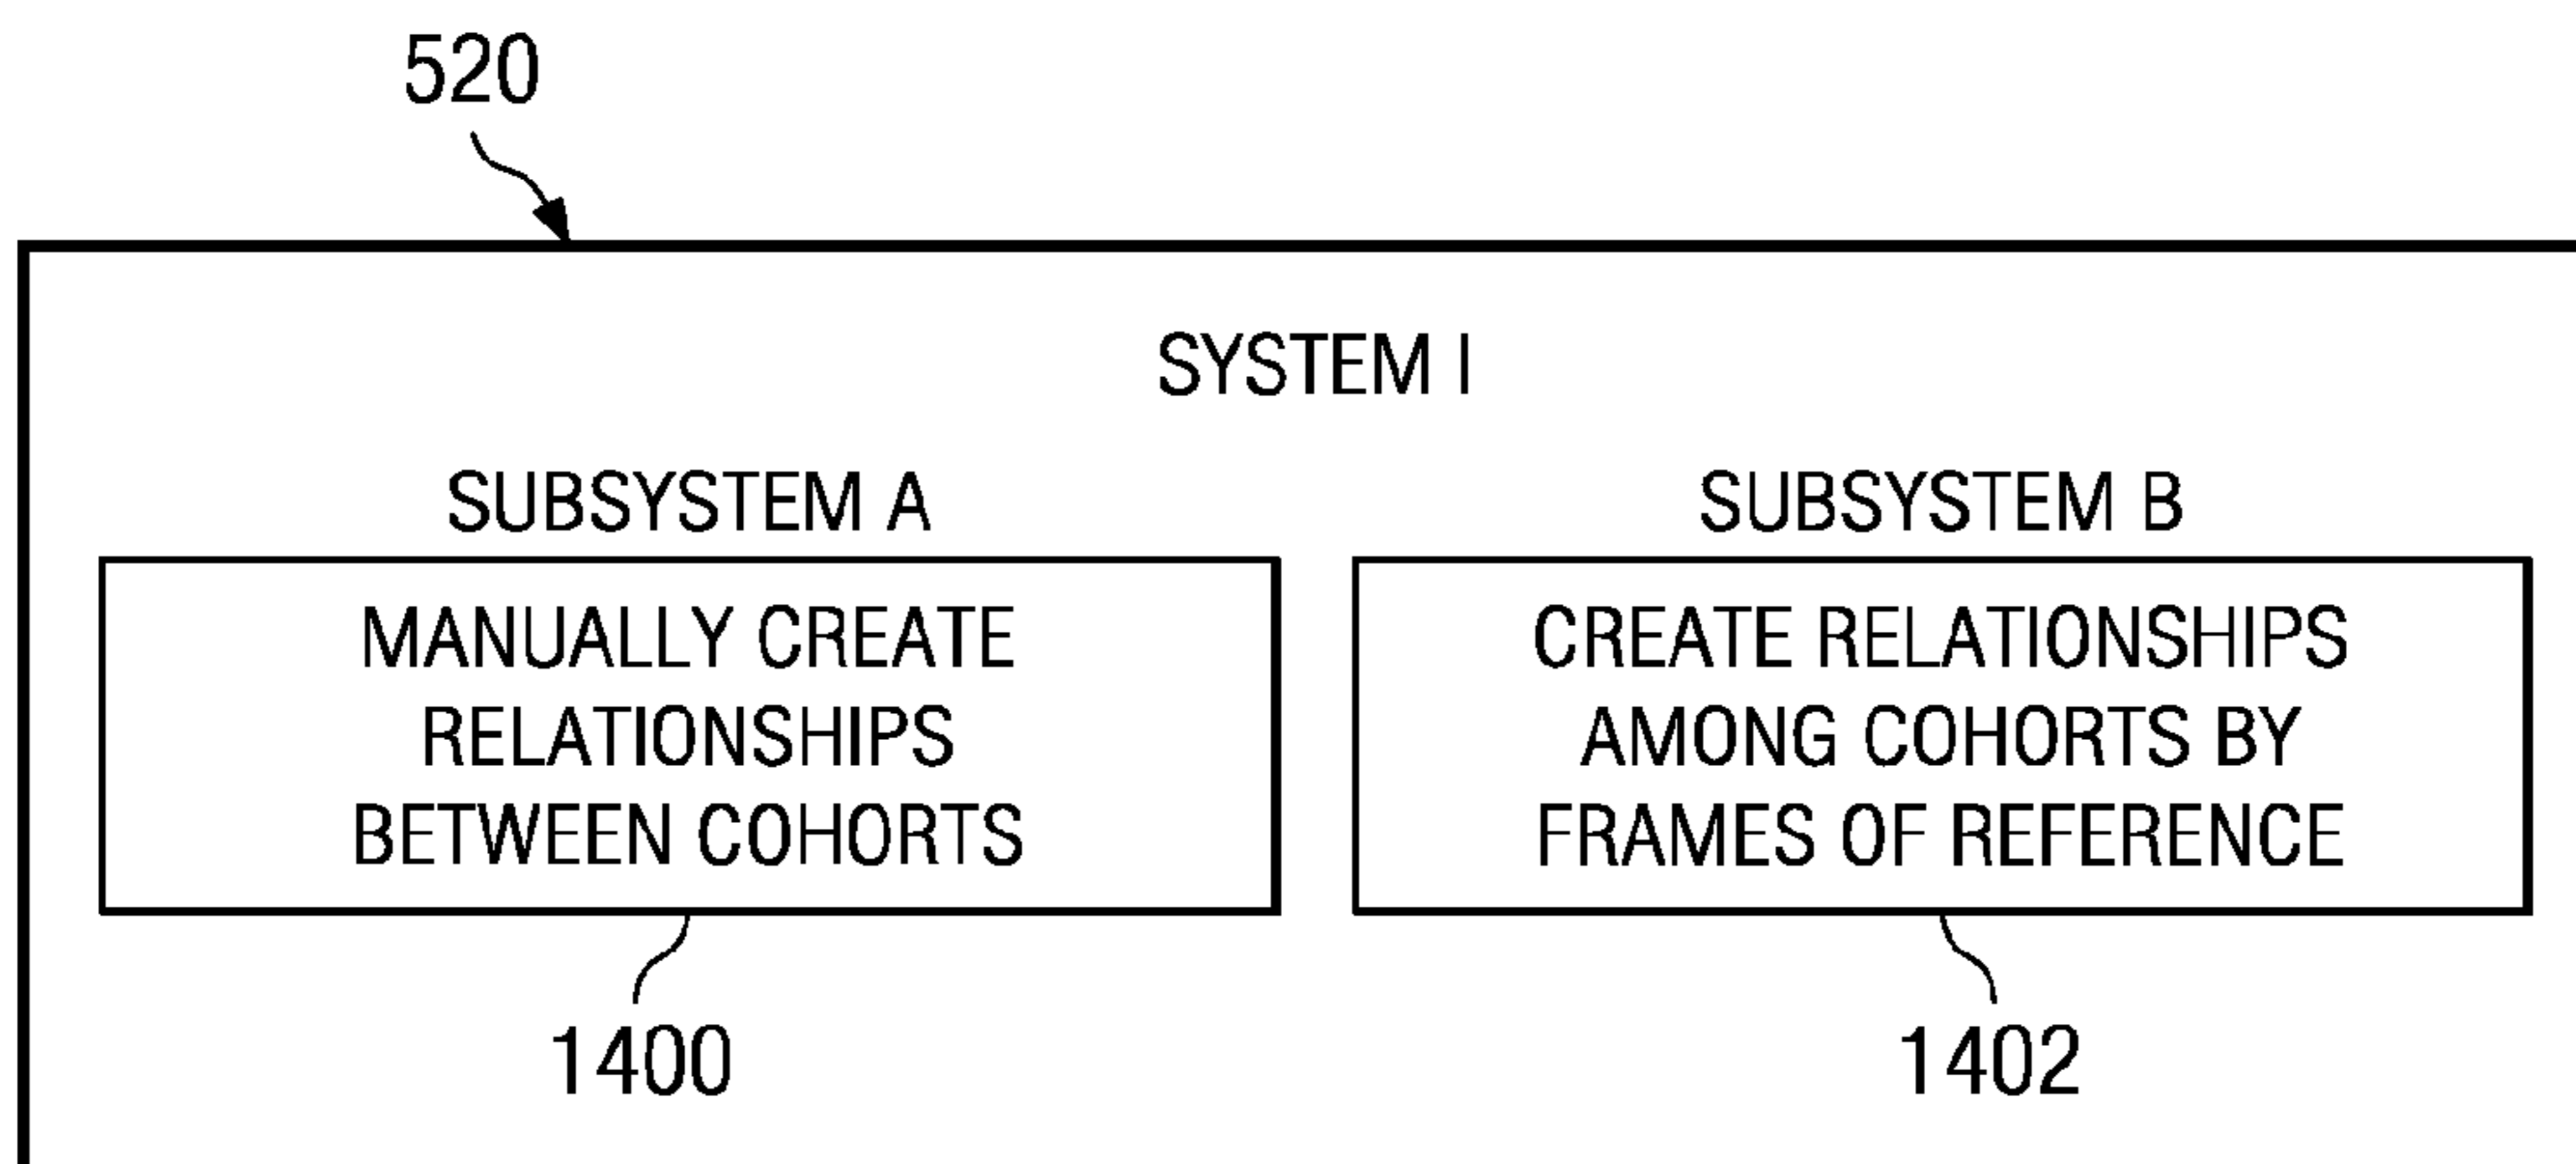 520
SYSTEM I
SUBSYSTEM A
MANUALLY CREATE
RELATIONSHIPS
BETWEEN COHORTS
1400
SUBSYSTEM B
CREATE RELATIONSHIPS
AMONG COHORTS BY
FRAMES OF REFERENCE
1402